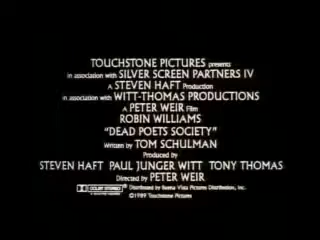 TOUCHSTONE PICTURES presents
in association with SILVER SCREEN PARTNERS IV
A STEVEN HAFT Production
in association with WITT-THOMAS PRODUCTIONS
A PETER WEIR Film
ROBIN WILLIAMS
"DEAD POETS SOCIETY"
Written by TOM SCHULMAN
Produced by
STEVEN HAFT PAUL JUNGER WITT TONY THOMAS
Directed by PETER WEIR
DOLBY STEREO Distributed by Buena Vista Pictures Distribution, Inc.
©1989 Touchstone Pictures